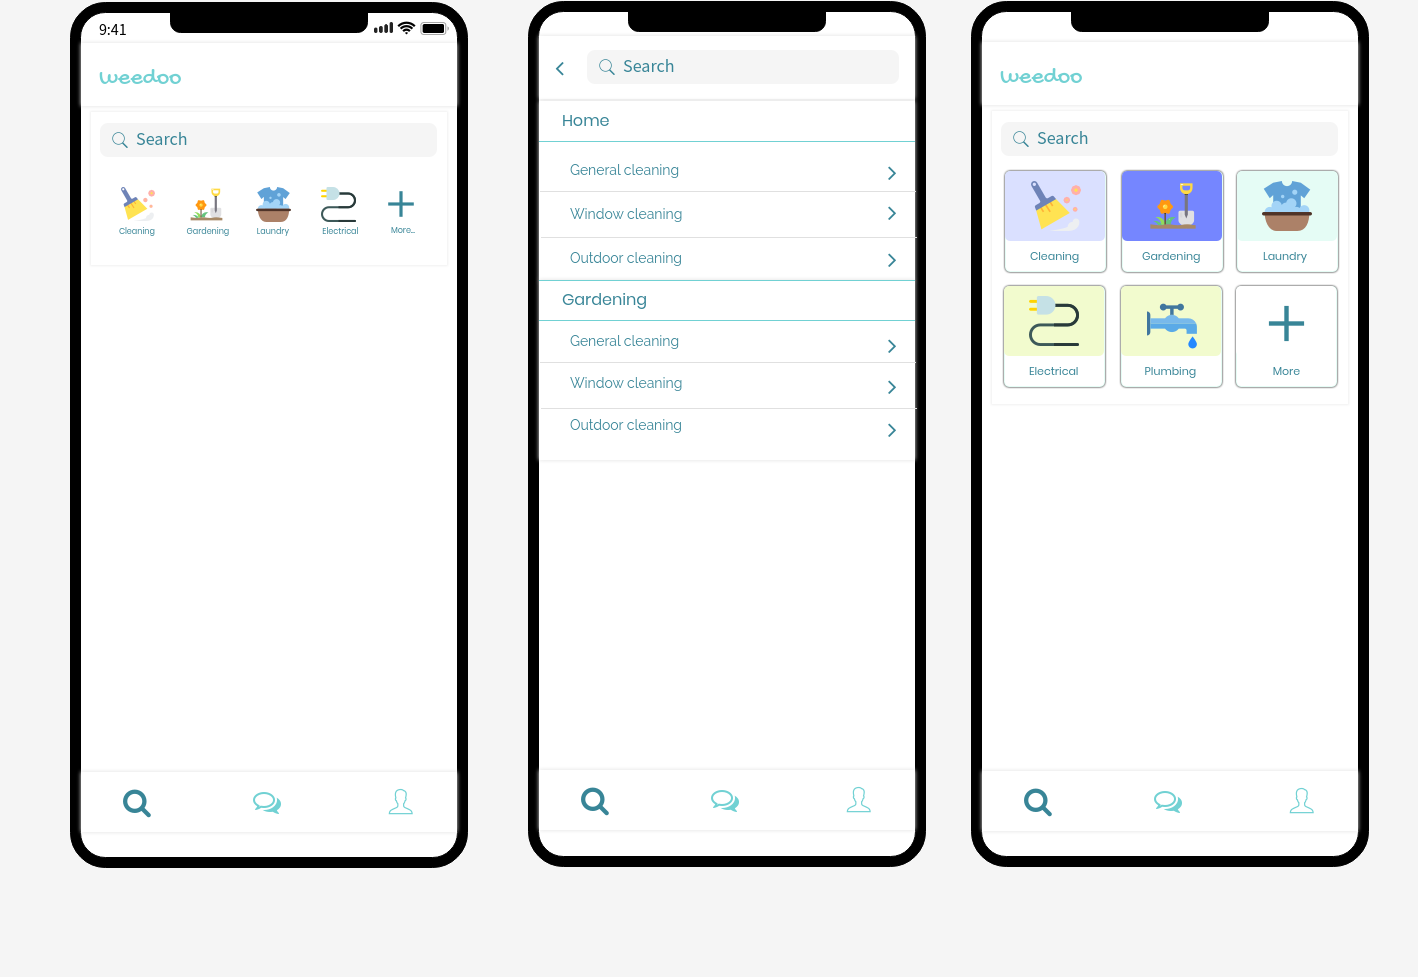 9:41
weedoo
Search
Cleaning
Gardening
Laundry
Electrical
More...
Search
Home
General cleaning
Window cleaning
Outdoor cleaning
Gardening
General cleaning
Window cleaning
Outdoor cleaning
weedoo
Search
Cleaning
Gardening
Laundry
Electrical
Plumbing
More